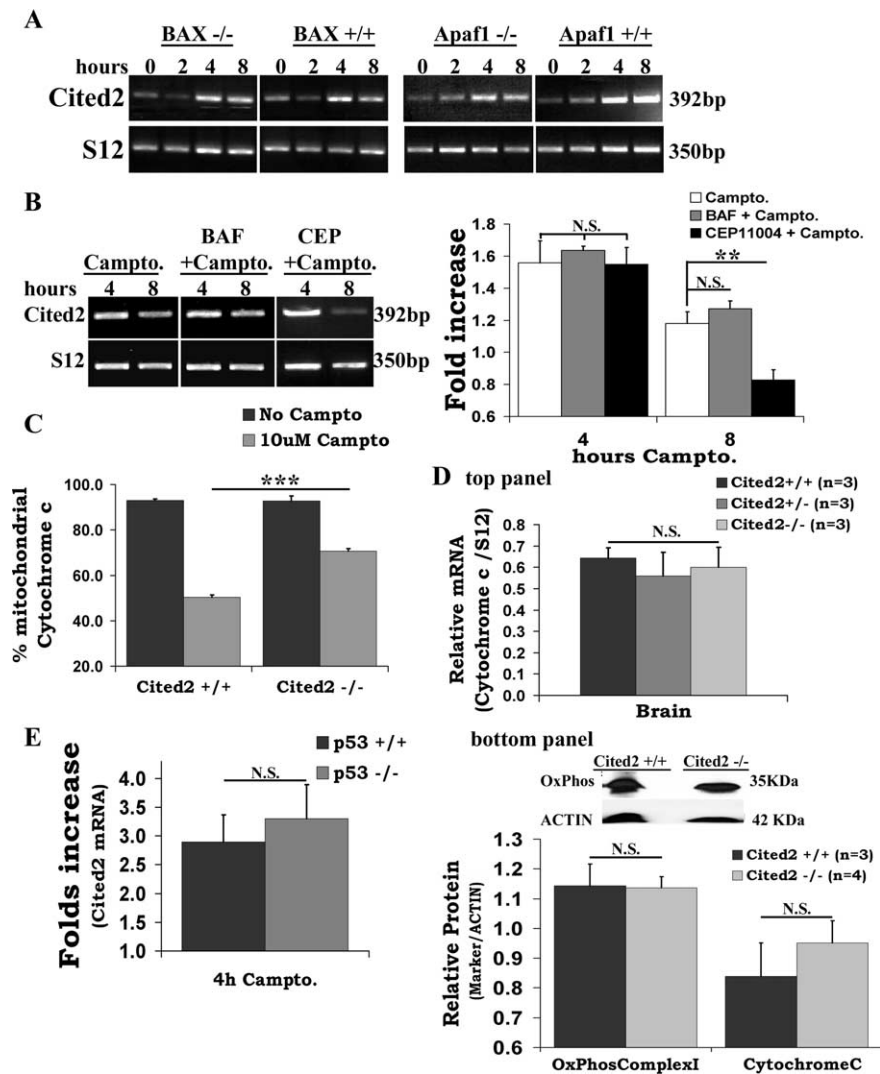 A
BAX -/- BAX +/+ Apaf1 -/- Apaf1 +/+
hours 0 2 4 8 0 2 4 8 0 2 4 8 0 2 4 8
Cited2 392bp
S12 350bp
B
Campto. BAF +Campto. CEP +Campto.
hours 4 8 4 8 4 8
Cited2 392bp
S12 350bp
Campto.
BAF + Campto.
CEP11004 + Campto.
Fold increase
1.8
1.6
1.4
1.2
1.0
0.8
0.6
N.S.
**
N.S.
4 8
hours Campto.
C
No Campto
10uM Campto
% mitochondrial
Cytochrome c
100.0
80.0
60.0
40.0
20.0
***
Cited2 +/+ Cited2 -/-
D top panel
Cited2+/+ (n=3)
Cited2+/- (n=3)
Cited2-/- (n=3)
Relative mRNA
(Cytochrome c /S12)
0.8
0.7
0.6
0.5
0.4
0.3
0.2
0.1
0.0
N.S.
Brain
E
p53 +/+
p53 -/-
Folds increase
(Cited2 mRNA)
4.0
3.5
3.0
2.5
2.0
1.5
1.0
N.S.
4h Campto.
bottom panel
Cited2 +/+ Cited2 -/-
OxPhos 35KDa
ACTIN 42 KDa
Cited2 +/+ (n=3)
Cited2 -/- (n=4)
Relative Protein
(Marker/ACTIN)
1.3
1.2
1.1
1.0
0.9
0.8
0.7
0.6
N.S.
N.S.
OxPhosComplexI CytochromeC